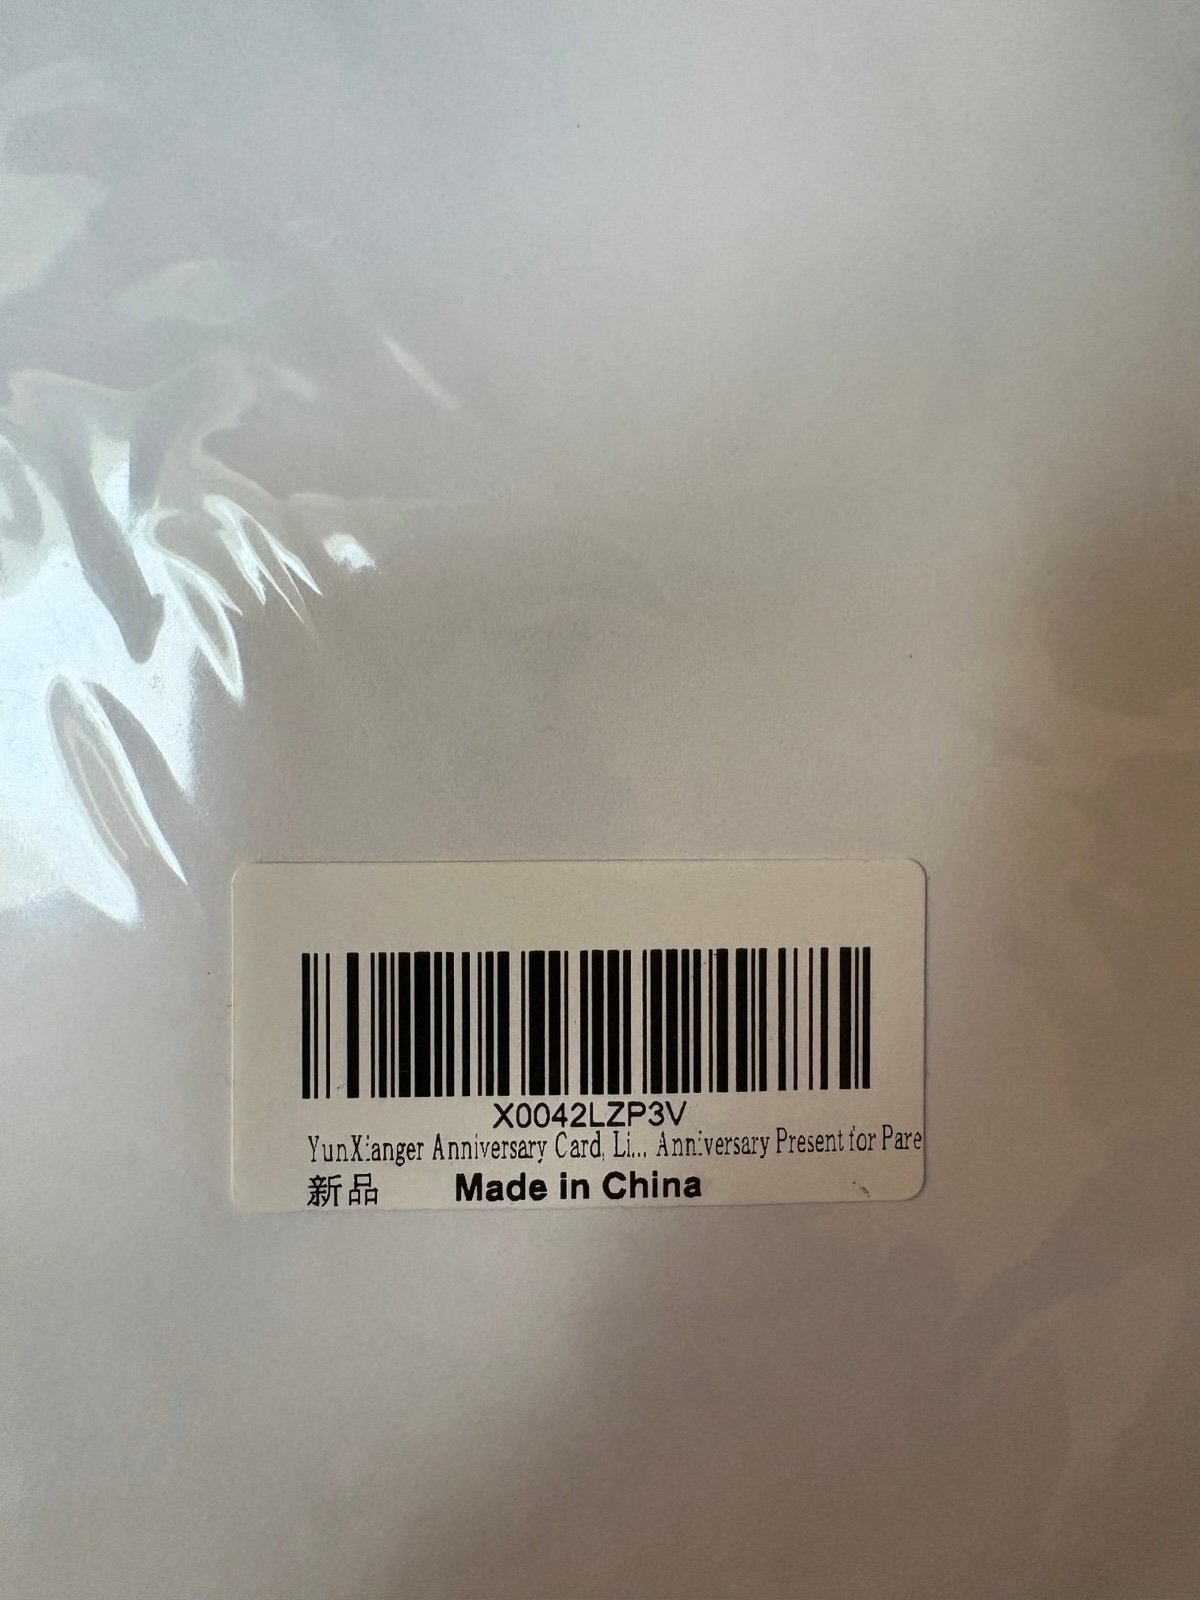 X0042LZP3V
YunXianger Anniversary Card, Li... Anniversary Present for Pare
新品 Made in China